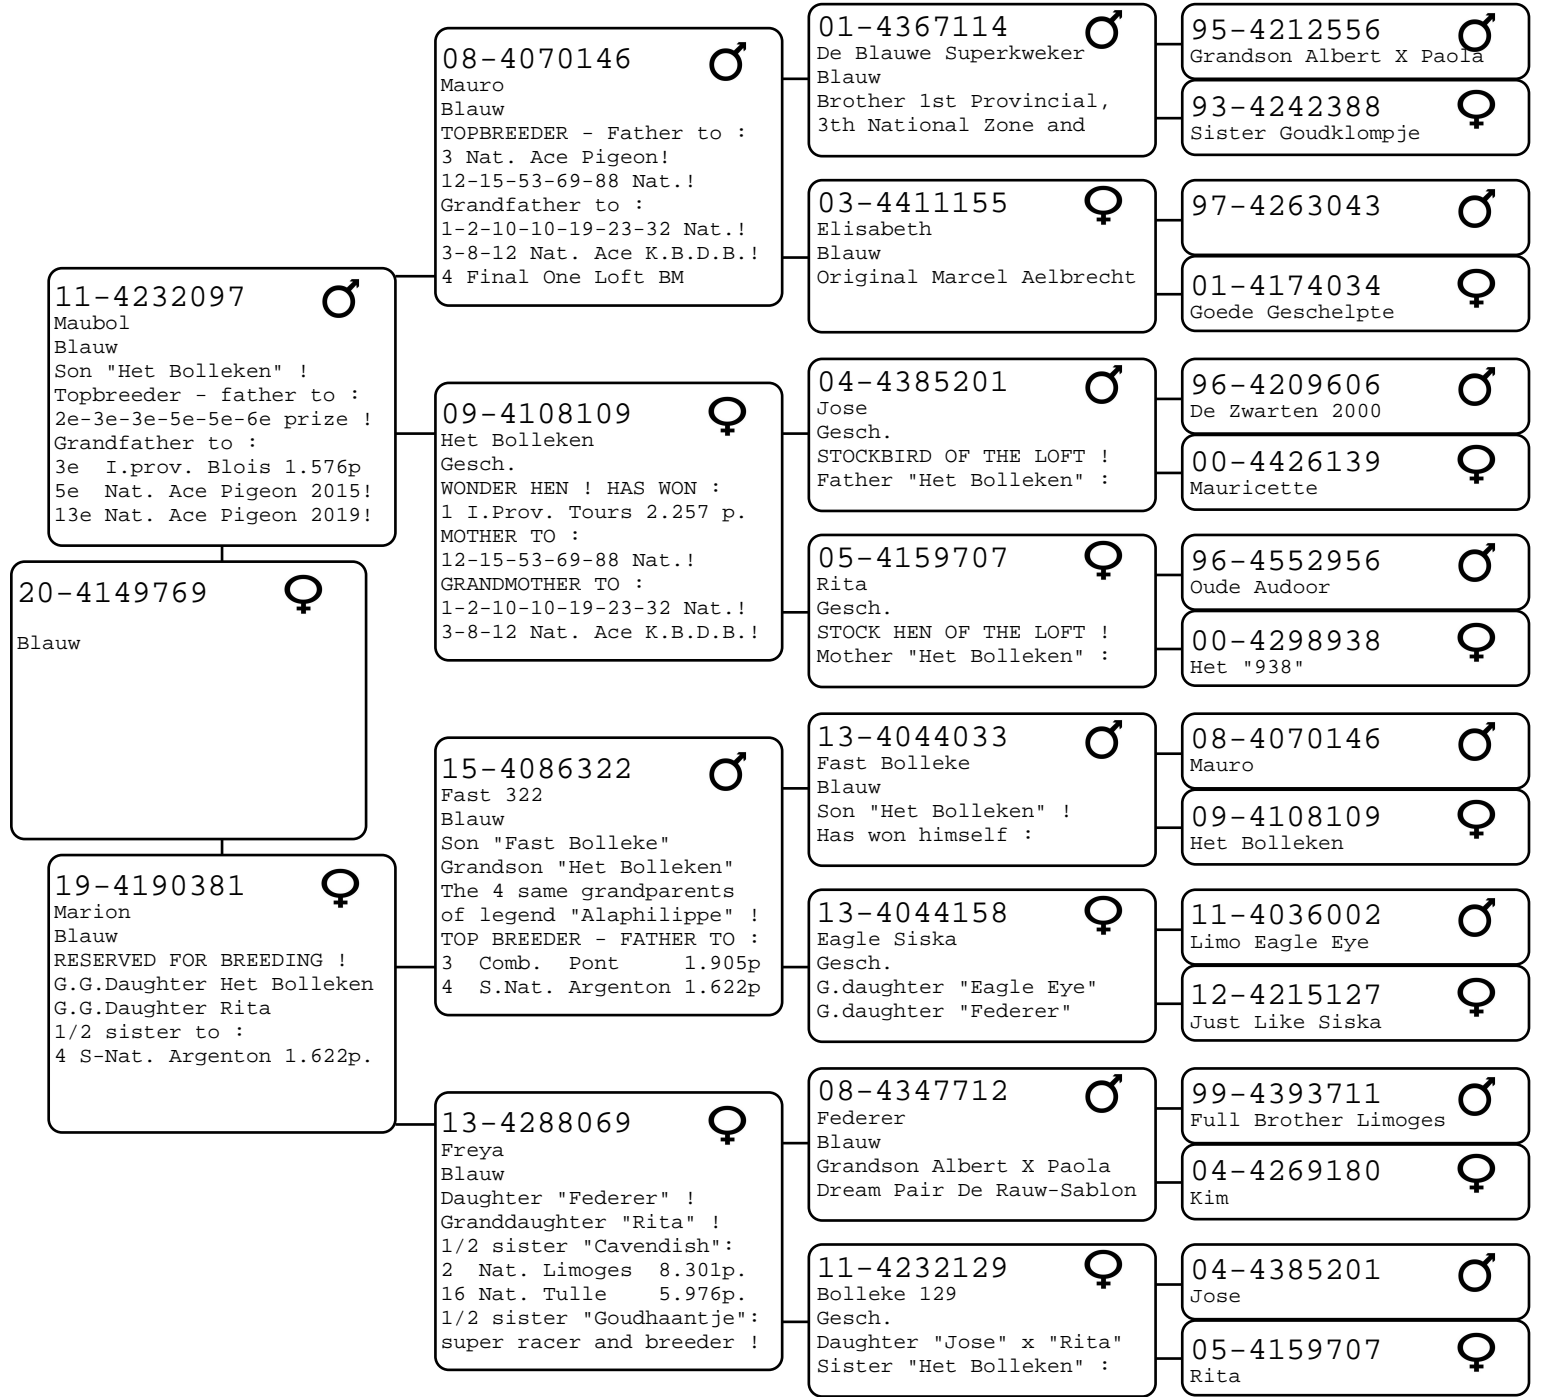 20-4149769
Blauw
11-4232097
Maubol
Blauw
Son "Het Bolleken" !
Topbreeder - father to :
2e-3e-3e-5e-5e-6e prize !
Grandfather to :
3e  I.prov. Blois 1.576p
5e  Nat. Ace Pigeon 2015!
13e Nat. Ace Pigeon 2019!
19-4190381
Marion
Blauw
RESERVED FOR BREEDING !
G.G.Daughter Het Bolleken
G.G.Daughter Rita
1/2 sister to :
4 S-Nat. Argenton 1.622p.
08-4070146
Mauro
Blauw
TOPBREEDER - Father to :
3 Nat. Ace Pigeon!
12-15-53-69-88 Nat.!
Grandfather to :
1-2-10-10-19-23-32 Nat.!
3-8-12 Nat. Ace K.B.D.B.!
4 Final One Loft BM
09-4108109
Het Bolleken
Gesch.
WONDER HEN ! HAS WON :
1 I.Prov. Tours 2.257 p.
MOTHER TO :
12-15-53-69-88 Nat.!
GRANDMOTHER TO :
1-2-10-10-19-23-32 Nat.!
3-8-12 Nat. Ace K.B.D.B.!
15-4086322
Fast 322
Blauw
Son "Fast Bolleke"
Grandson "Het Bolleken"
The 4 same grandparents
of legend "Alaphilippe" !
TOP BREEDER - FATHER TO :
3  Comb.  Pont     1.905p
4  S.Nat. Argenton 1.622p
13-4288069
Freya
Blauw
Daughter "Federer" !
Granddaughter "Rita" !
1/2 sister "Cavendish":
2  Nat. Limoges  8.301p.
16 Nat. Tulle    5.976p.
1/2 sister "Goudhaantje":
super racer and breeder !
01-4367114
De Blauwe Superkweker
Blauw
Brother 1st Provincial,
3th National Zone and
03-4411155
Elisabeth
Blauw
Original Marcel Aelbrecht
04-4385201
Jose
Gesch.
STOCKBIRD OF THE LOFT !
Father "Het Bolleken" :
05-4159707
Rita
Gesch.
STOCK HEN OF THE LOFT !
Mother "Het Bolleken" :
13-4044033
Fast Bolleke
Blauw
Son "Het Bolleken" !
Has won himself :
13-4044158
Eagle Siska
Gesch.
G.daughter "Eagle Eye"
G.daughter "Federer"
08-4347712
Federer
Blauw
Grandson Albert X Paola
Dream Pair De Rauw-Sablon
11-4232129
Bolleke 129
Gesch.
Daughter "Jose" x "Rita"
Sister "Het Bolleken" :
95-4212556
Grandson Albert X Paola
93-4242388
Sister Goudklompje
97-4263043
01-4174034
Goede Geschelpte
96-4209606
De Zwarten 2000
00-4426139
Mauricette
96-4552956
Oude Audoor
00-4298938
Het "938"
08-4070146
Mauro
09-4108109
Het Bolleken
11-4036002
Limo Eagle Eye
12-4215127
Just Like Siska
99-4393711
Full Brother Limoges
04-4269180
Kim
04-4385201
Jose
05-4159707
Rita